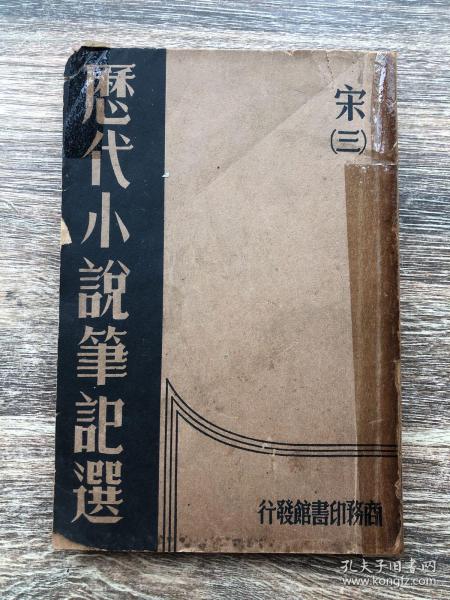 宋
(三)
歷代小說筆記選
商務印書館發行
孔夫子旧书网
www.kongfz.com